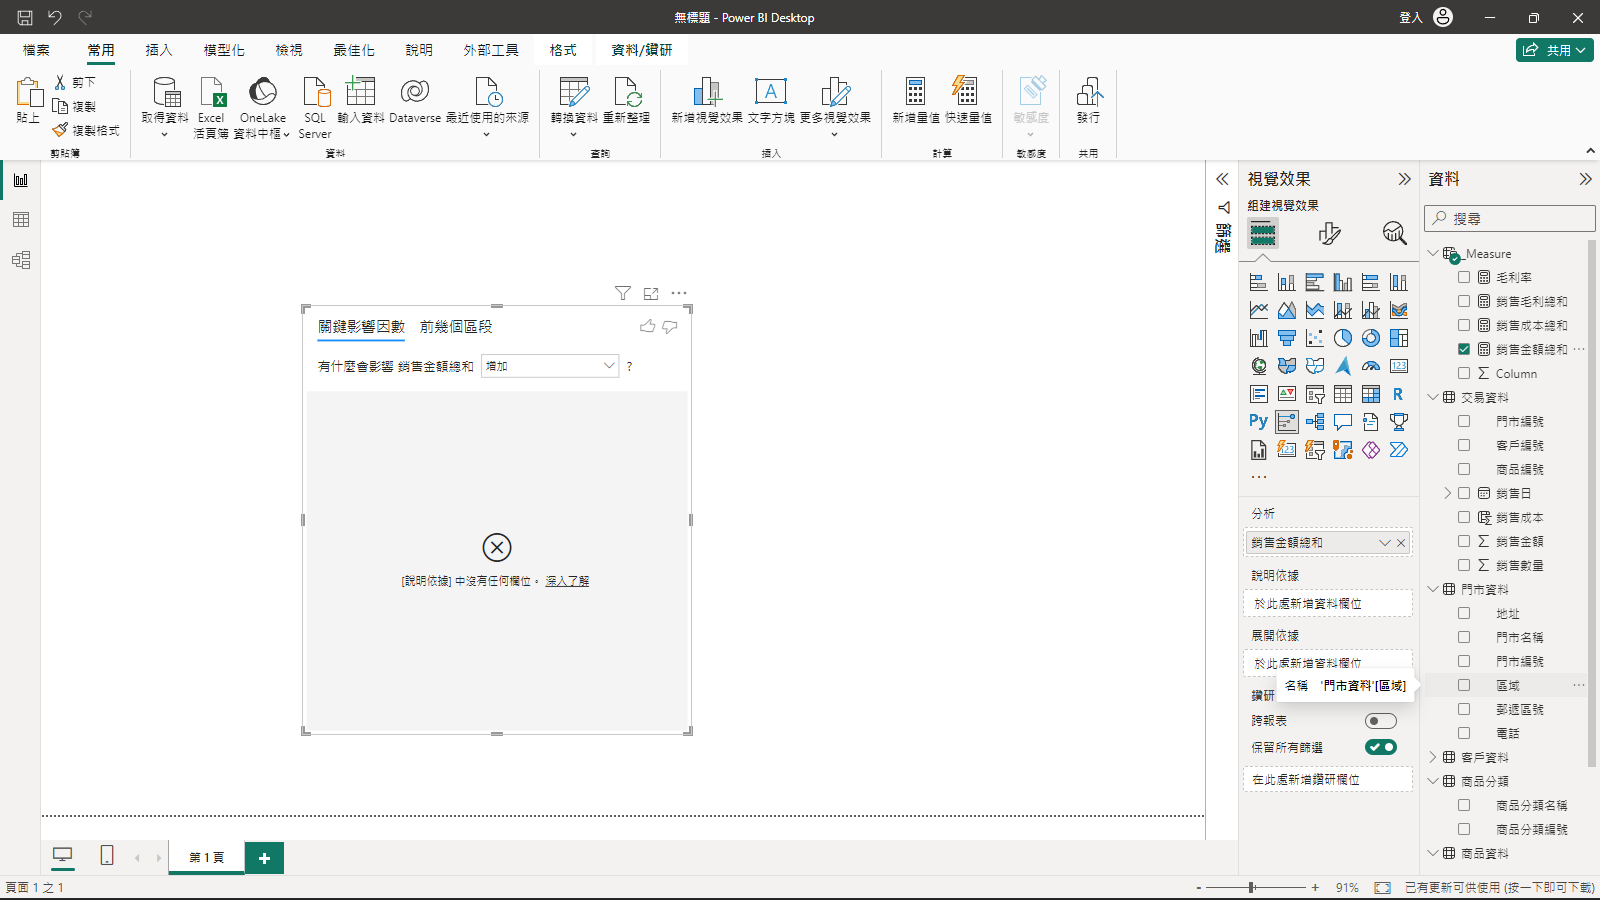 無標題 - Power BI Desktop
登入
檔案 常用 插入 模型化 檢視 最佳化 說明 外部工具 格式 資料/鑽研
共用
貼上
剪下
複製
複製格式
剪貼簿
取得資料
Excel
活頁簿
OneLake
資料中樞
SQL
Server
輸入資料
Dataverse
最近使用的來源
資料
轉換資料
重新整理
查詢
新增視覺效果
文字方塊
更多視覺效果
插入
新增量值
快速量值
計算
敏感度
敏感度
發行
共用
關鍵影響因數 前幾個區段
有什麼會影響 銷售金額總和 增加 ?
[說明依據] 中沒有任何欄位。 深入了解
篩選
視覺效果
組建視覺效果
123
R
Py
123
分析
銷售金額總和
說明依據
於此處新增資料欄位
展開依據
於此處新增資料欄位
鑽研
名稱 '門市資料'[區域]
跨報表
保留所有篩選
在此處新增鑽研欄位
資料
搜尋
_Measure
毛利率
銷售毛利總和
銷售成本總和
銷售金額總和
Column
交易資料
門市編號
客戶編號
商品編號
銷售日
銷售成本
銷售金額
銷售數量
門市資料
地址
門市名稱
門市編號
區域
郵遞區號
電話
客戶資料
商品分類
商品分類名稱
商品分類編號
商品資料
第 1 頁
頁面 1 之 1
- + 91%
已有更新可供使用 (按一下即可下載)